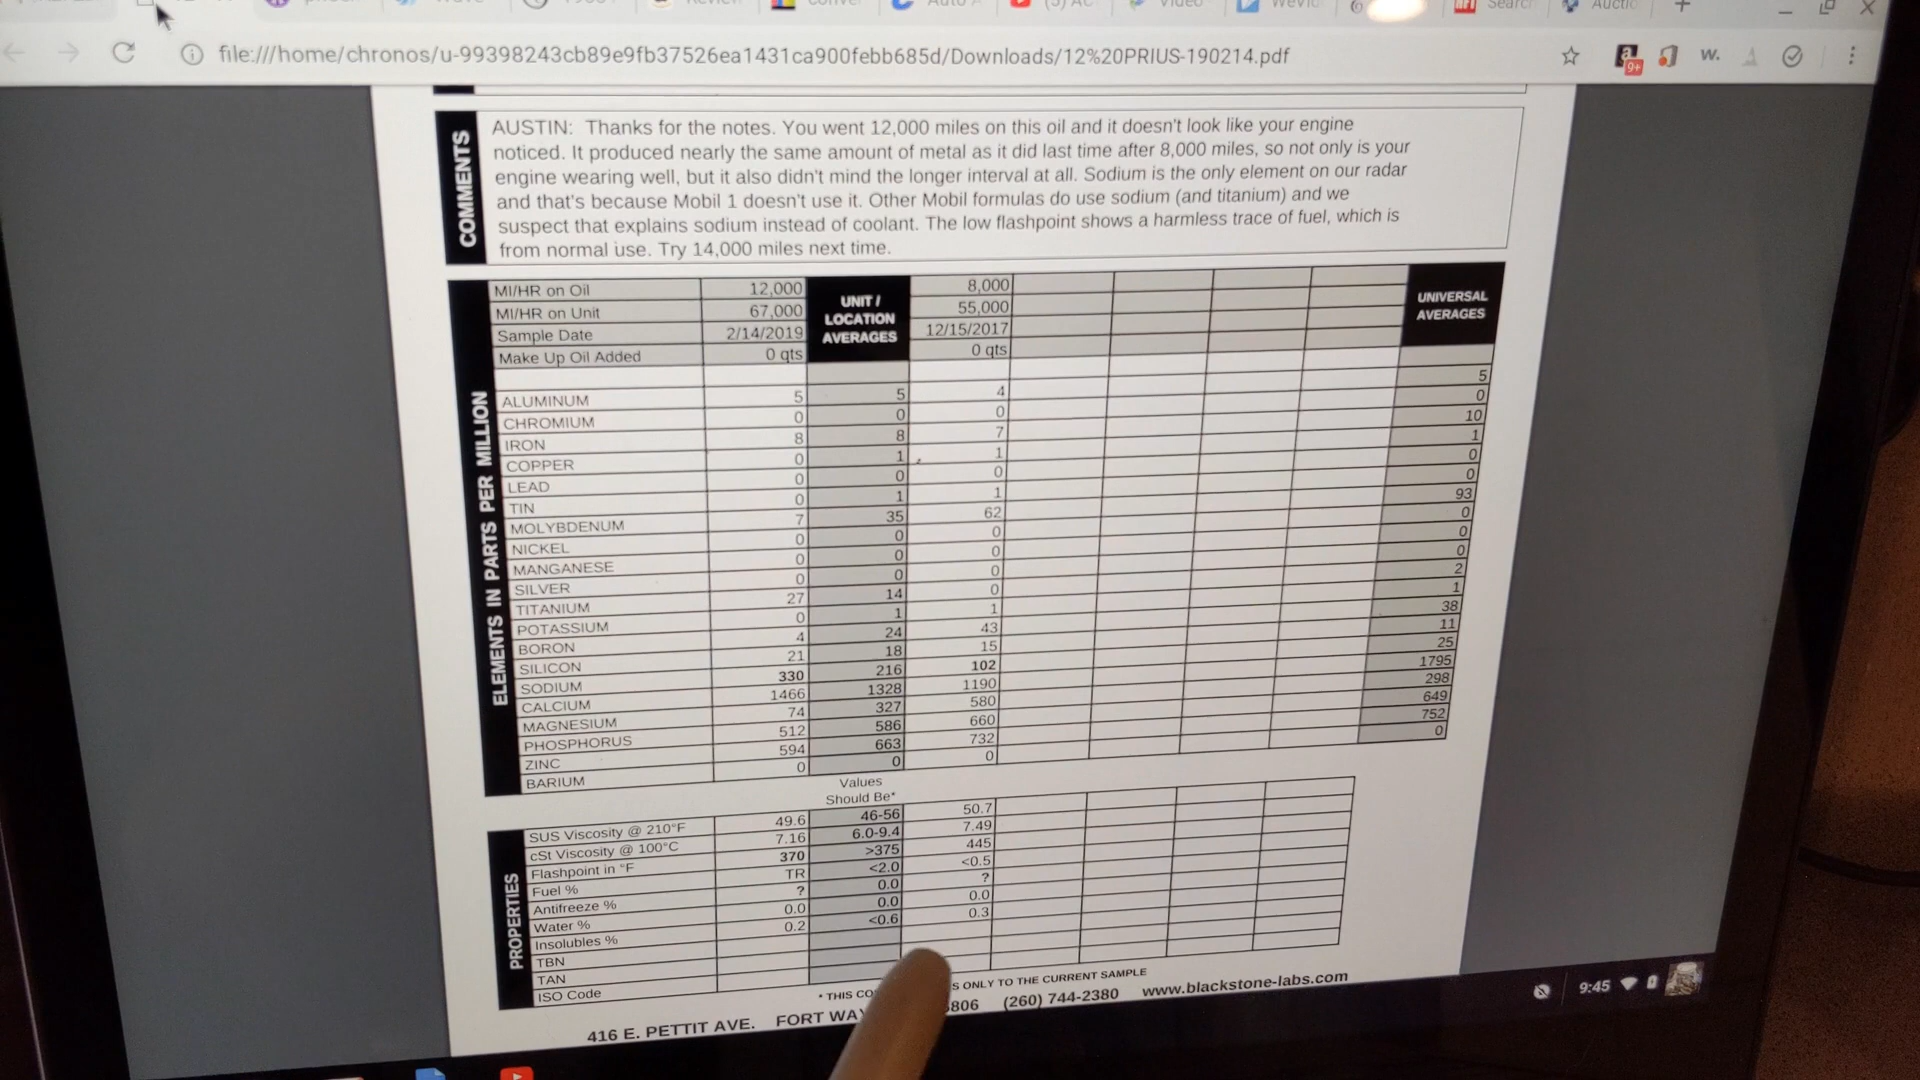 file:///home/chronos/u-99398243cb89e9fb37526ea1431ca900febb685d/Downloads/12%20PRIUS-190214.pdf
9+
w.
COMMENTS
AUSTIN: Thanks for the notes. You went 12,000 miles on this oil and it doesn't look like your engine
noticed. It produced nearly the same amount of metal as it did last time after 8,000 miles, so not only is your
engine wearing well, but it also didn't mind the longer interval at all. Sodium is the only element on our radar
and that's because Mobil 1 doesn't use it. Other Mobil formulas do use sodium (and titanium) and we
suspect that explains sodium instead of coolant. The low flashpoint shows a harmless trace of fuel, which is
from normal use. Try 14,000 miles next time.
MI/HR on Oil 12,000 8,000
MI/HR on Unit 67,000 55,000
Sample Date 2/14/2019 12/15/2017
Make Up Oil Added 0 qts 0 qts
UNIT / LOCATION AVERAGES
UNIVERSAL AVERAGES
ELEMENTS IN PARTS PER MILLION
ALUMINUM 5 5 4 5
CHROMIUM 0 0 0 0
IRON 8 8 7 10
COPPER 0 1 1 1
LEAD 0 0 0 0
TIN 0 1 1 0
MOLYBDENUM 7 35 62 93
NICKEL 0 0 0 0
MANGANESE 0 0 0 0
SILVER 0 0 0 0
TITANIUM 27 14 0 2
POTASSIUM 0 1 1 1
BORON 4 24 43 38
SILICON 21 18 15 11
SODIUM 330 216 102 25
CALCIUM 1466 1328 1190 1795
MAGNESIUM 74 327 580 298
PHOSPHORUS 512 586 660 649
ZINC 594 663 732 752
BARIUM 0 0 0 0
Values
Should Be*
PROPERTIES
SUS Viscosity @ 210°F 49.6 46-56 50.7
cSt Viscosity @ 100°C 7.16 6.0-9.4 7.49
Flashpoint in °F 370 >375 445
Fuel % TR <2.0 <0.5
Antifreeze % ? 0.0 ?
Water % 0.0 0.0 0.0
Insolubles % 0.2 <0.6 0.3
TBN
TAN
ISO Code
* THIS CO S ONLY TO THE CURRENT SAMPLE
416 E. PETTIT AVE. FORT WA 806 (260) 744-2380 www.blackstone-labs.com
9:45